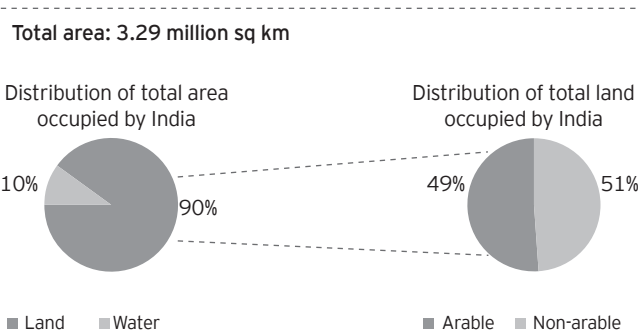 Total area: 3.29 million sq km
Distribution of total area
occupied by India
10%
90%
Land
Water
Distribution of total land
occupied by India
49%
51%
Arable
Non-arable